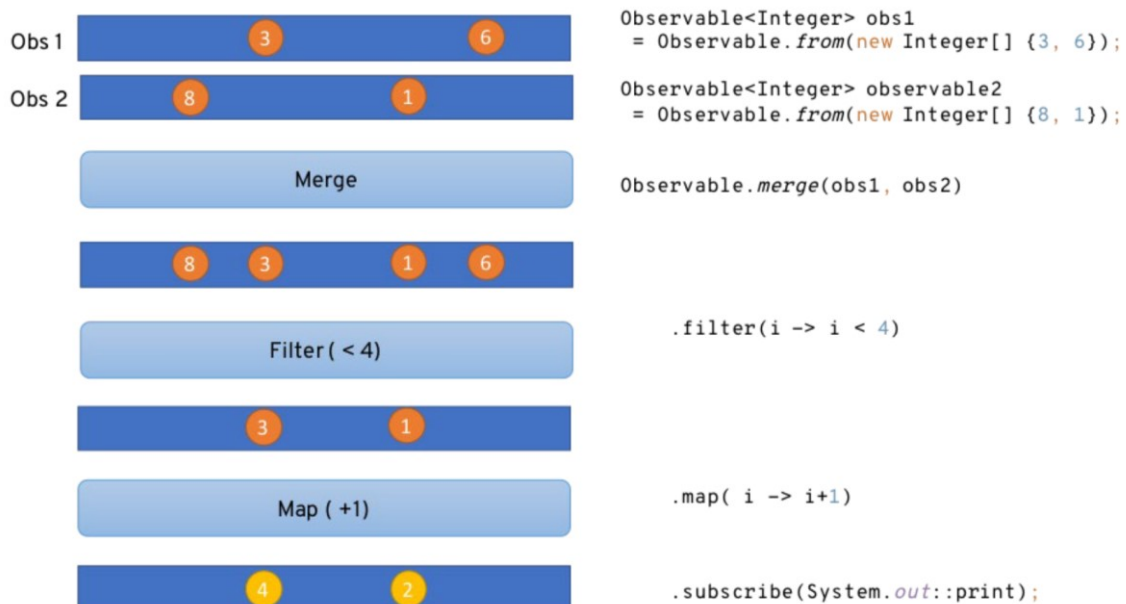 Obs 1
3 6
Observable<Integer> obs1
= Observable.from(new Integer[] {3, 6});
Obs 2
8 1
Observable<Integer> observable2
= Observable.from(new Integer[] {8, 1});
Merge
Observable.merge(obs1, obs2)
8 3 1 6
Filter ( < 4)
.filter(i -> i < 4)
3 1
Map ( +1)
.map( i -> i+1)
4 2
.subscribe(System.out::print);